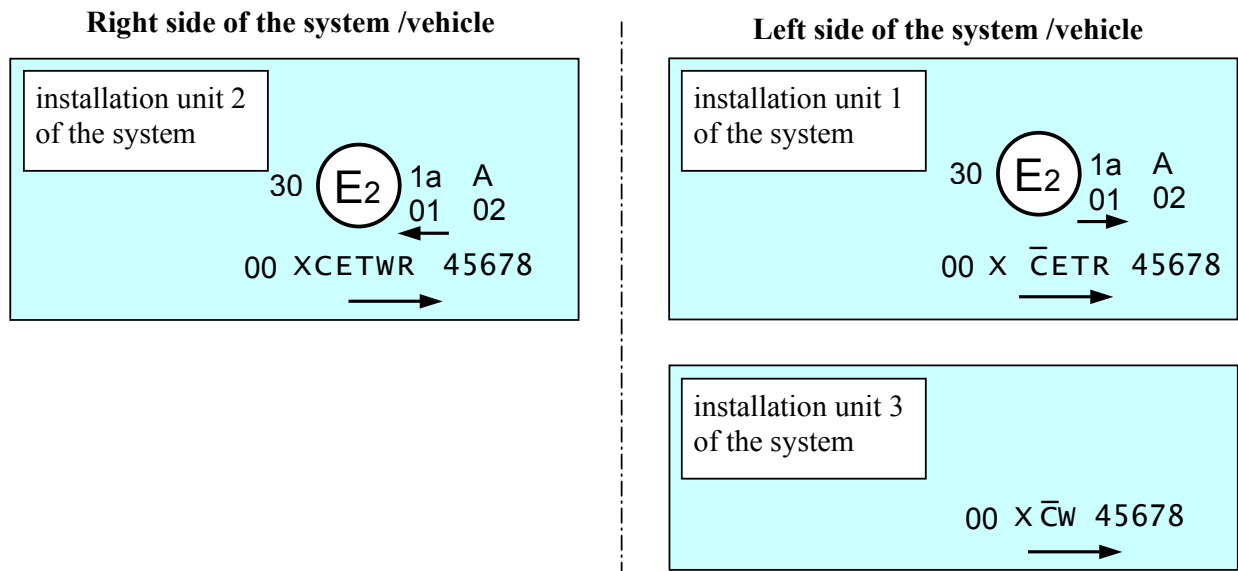 Right side of the system /vehicle
installation unit 2
of the system
30 E2 1a A
01 02
00 XCETWR 45678
Left side of the system /vehicle
installation unit 1
of the system
30 E2 1a A
01 02
00 X C̅ETR 45678
installation unit 3
of the system
00 X C̅W 45678